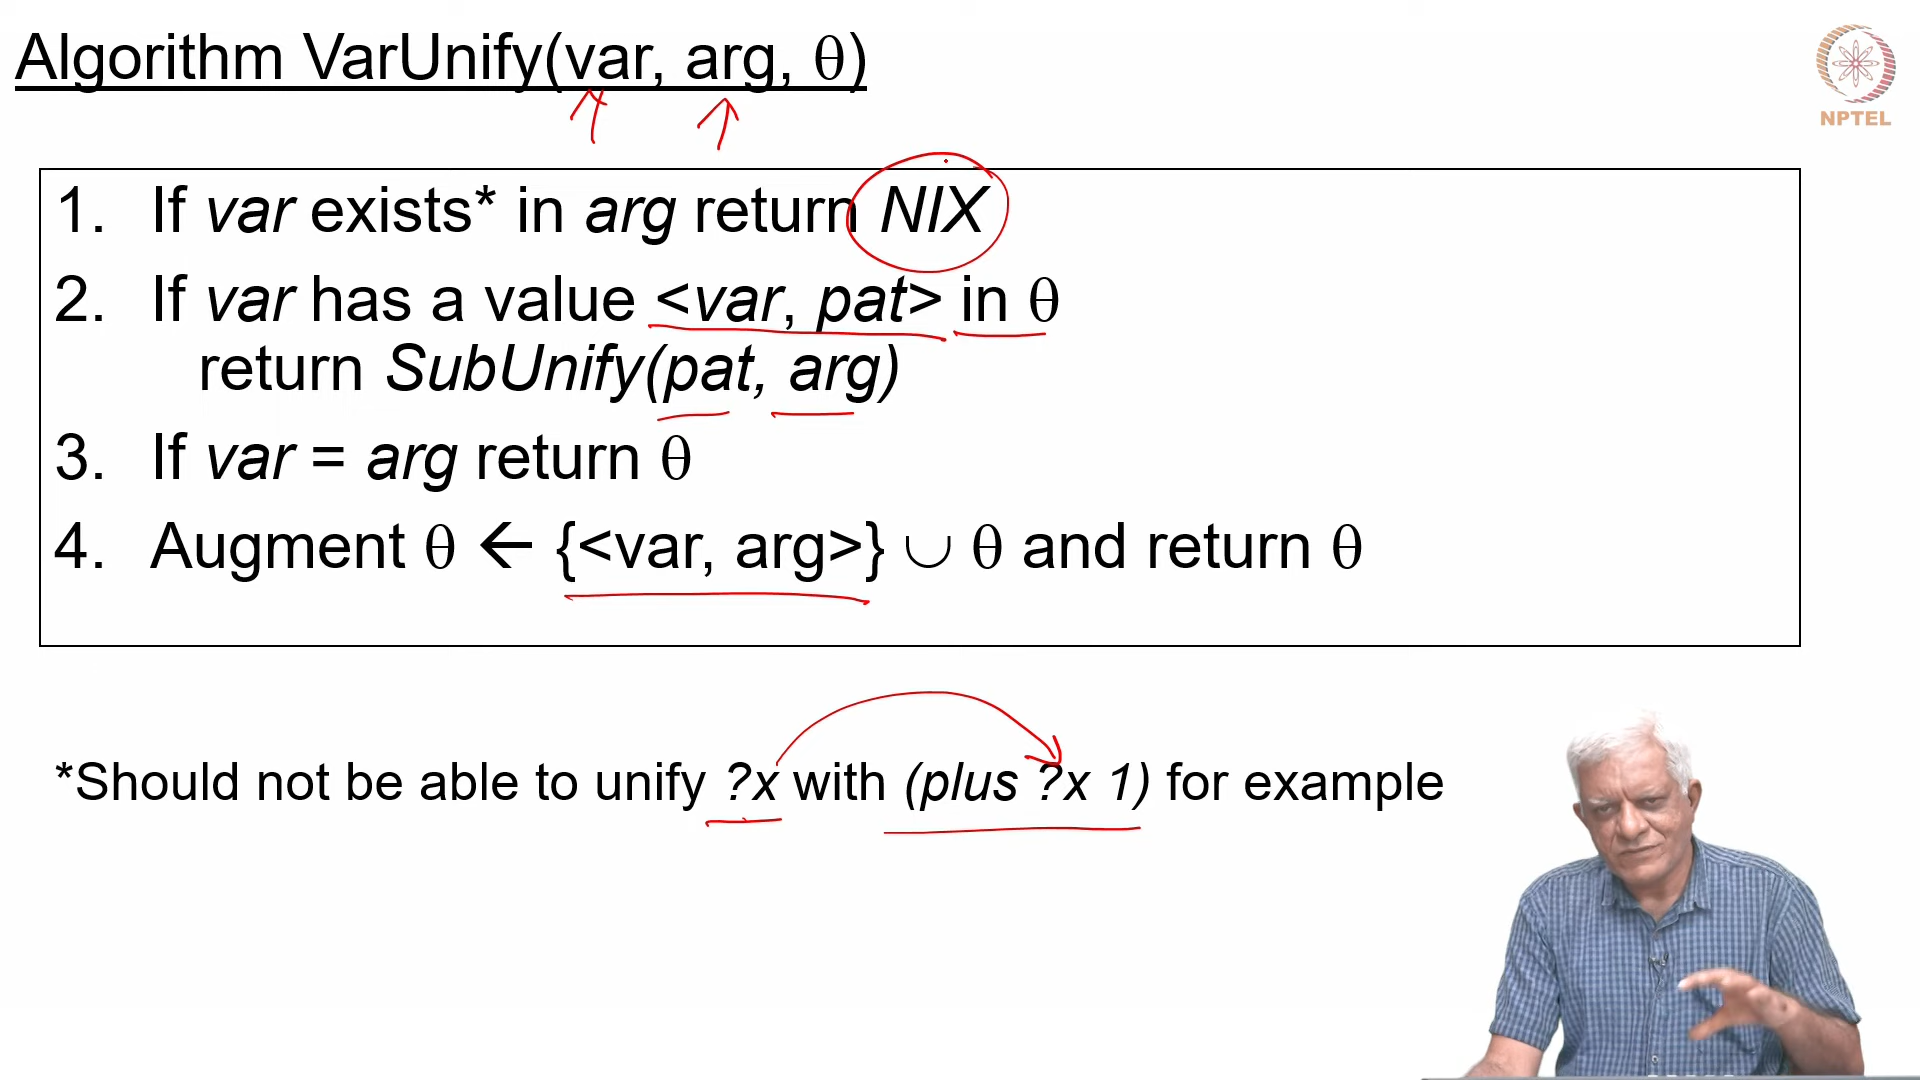 Algorithm VarUnify(var, arg, θ)
NPTEL
1. If var exists* in arg return NIX
2. If var has a value <var, pat> in θ
return SubUnify(pat, arg)
3. If var = arg return θ
4. Augment θ ← {<var, arg>} ∪ θ and return θ
*Should not be able to unify ?x with (plus ?x 1) for example